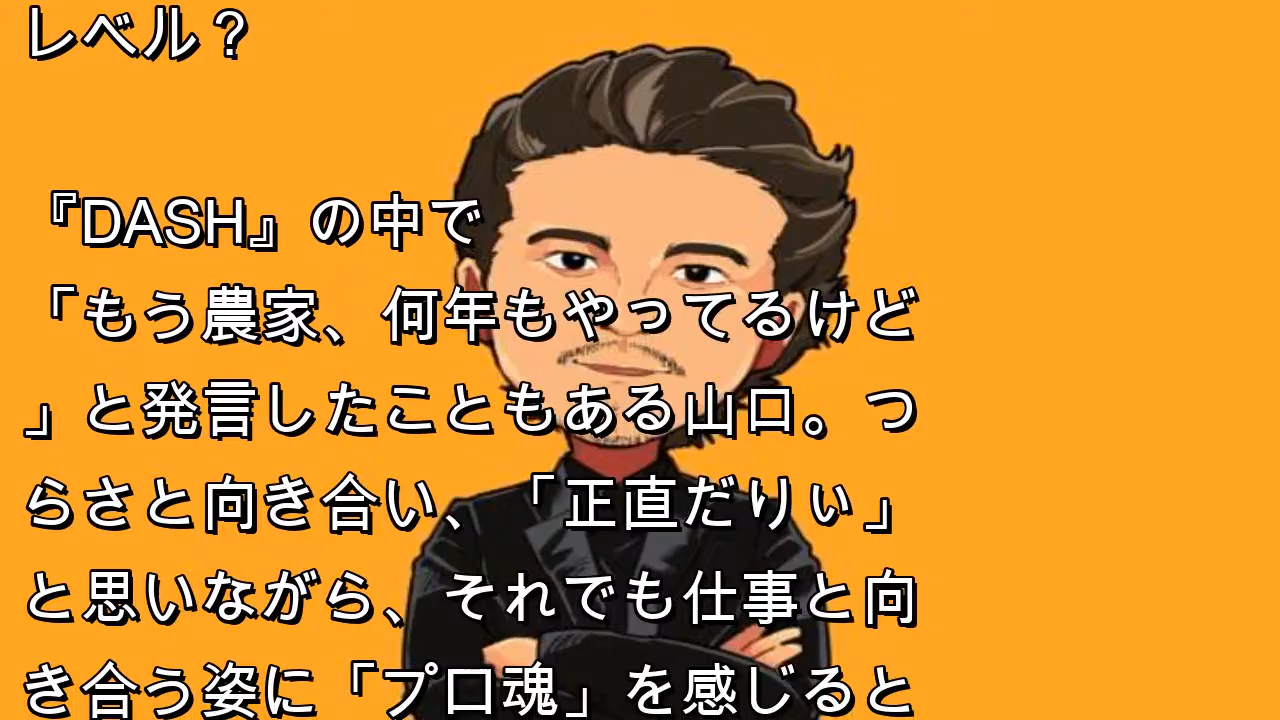 レベル？
『DASH』の中で
「もう農家、何年もやってるけど
」と発言したこともある山口。つ
らさと向き合い、「正直だりぃ」
と思いながら、それでも仕事と向
き合う姿に「プロ魂」を感じると